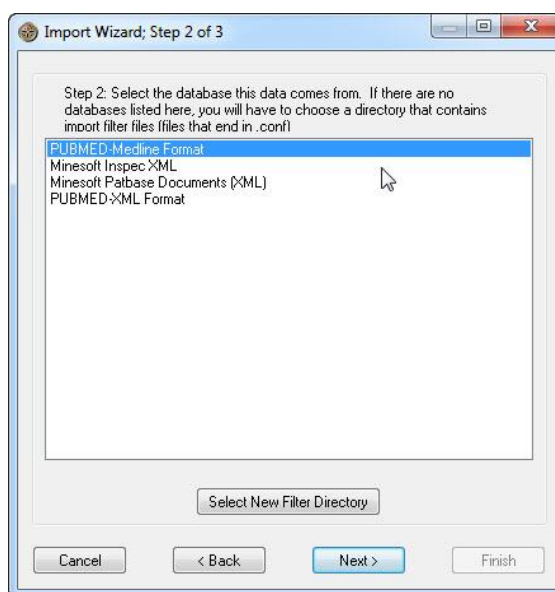 Import Wizard; Step 2 of 3
Step 2: Select the database this data comes from. If there are no
databases listed here, you will have to choose a directory that contains
import filter files (files that end in .conf)
PUBMED-Medline Format
Minesoft Inspec XML
Minesoft Patbase Documents (XML)
PUBMED-XML Format
Select New Filter Directory
Cancel
< Back
Next >
Finish